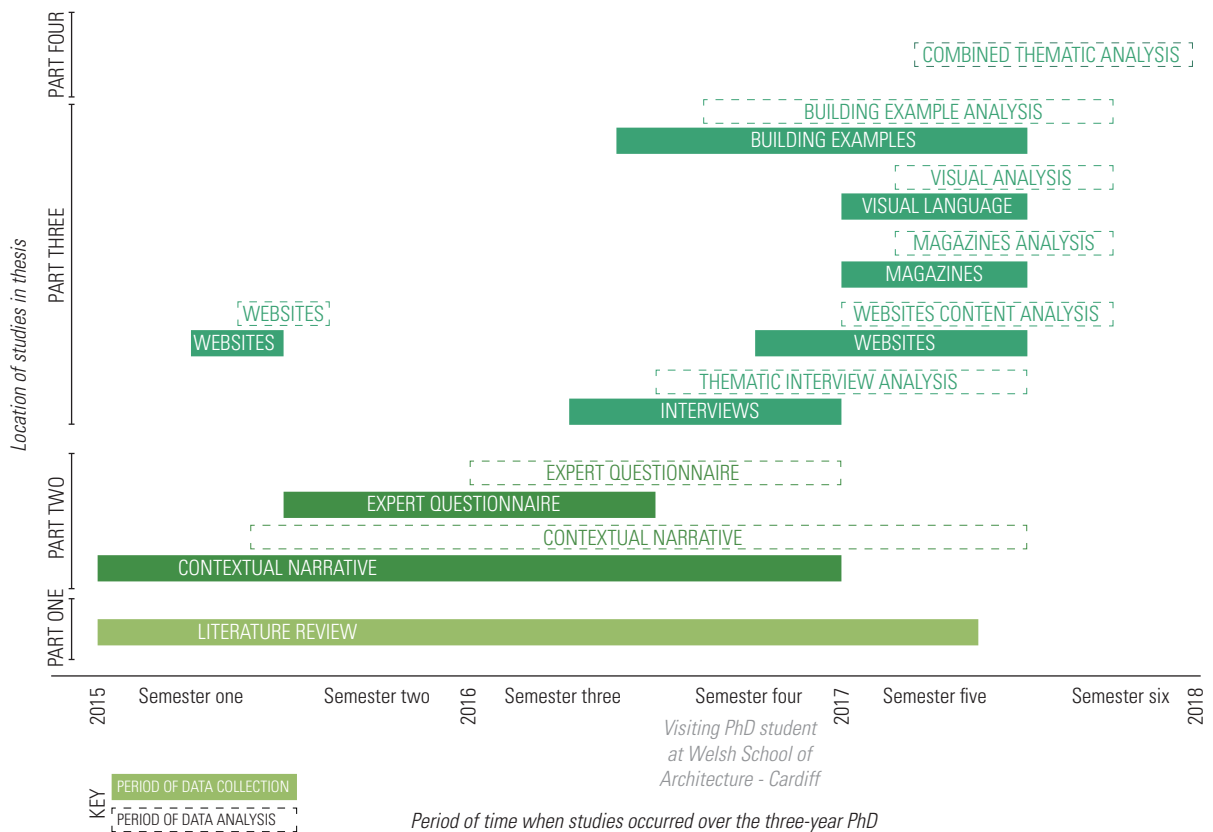 PART FOUR
COMBINED THEMATIC ANALYSIS
Location of studies in thesis
PART THREE
BUILDING EXAMPLE ANALYSIS
BUILDING EXAMPLES
VISUAL ANALYSIS
VISUAL LANGUAGE
MAGAZINES ANALYSIS
MAGAZINES
WEBSITES
WEBSITES CONTENT ANALYSIS
WEBSITES
WEBSITES
THEMATIC INTERVIEW ANALYSIS
INTERVIEWS
PART TWO
EXPERT QUESTIONNAIRE
EXPERT QUESTIONNAIRE
CONTEXTUAL NARRATIVE
CONTEXTUAL NARRATIVE
PART ONE
LITERATURE REVIEW
2015
Semester one
Semester two
2016
Semester three
Semester four
2017
Semester five
Semester six
2018
Visiting PhD student
at Welsh School of
Architecture - Cardiff
KEY
PERIOD OF DATA COLLECTION
PERIOD OF DATA ANALYSIS
Period of time when studies occurred over the three-year PhD